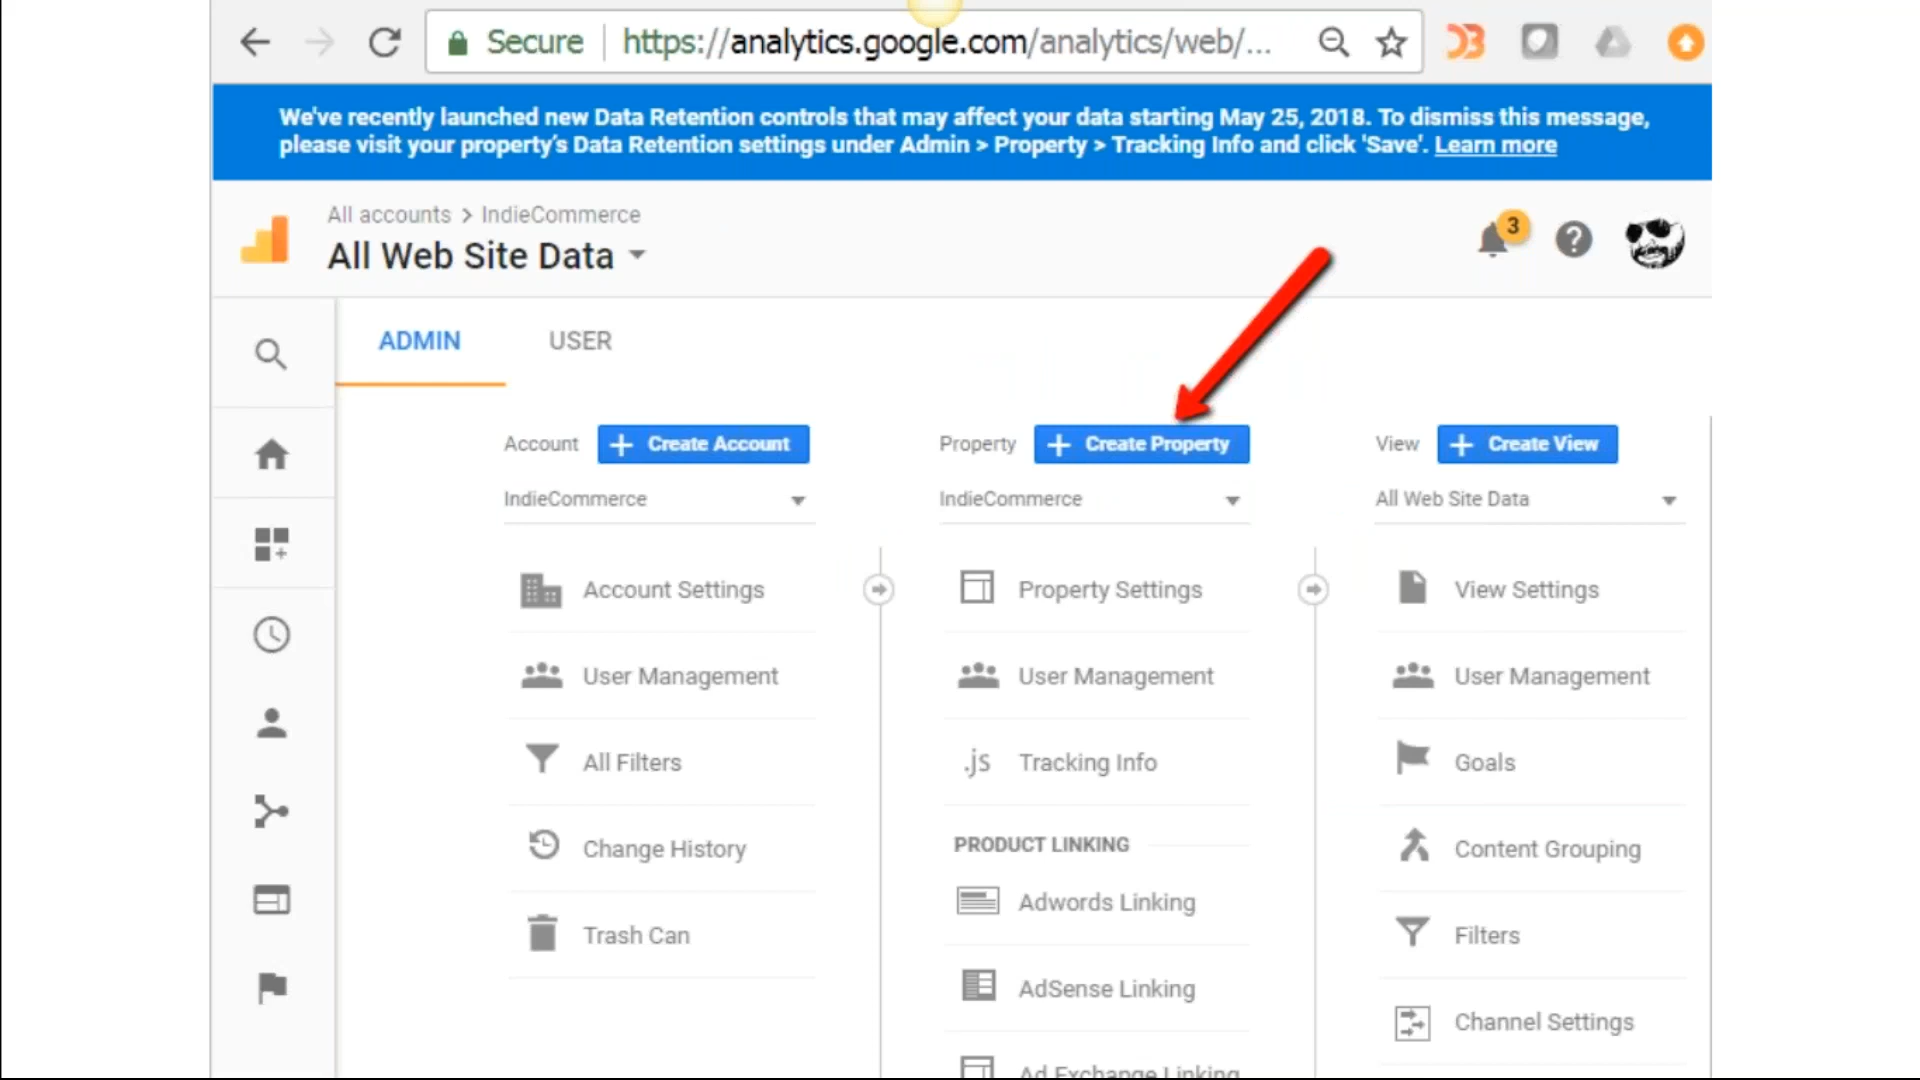 Secure https://analytics.google.com/analytics/web/...
We've recently launched new Data Retention controls that may affect your data starting May 25, 2018. To dismiss this message,
please visit your property's Data Retention settings under Admin > Property > Tracking Info and click 'Save'. Learn more
All accounts > IndieCommerce
All Web Site Data
3
ADMIN USER
Account + Create Account
IndieCommerce
Account Settings
User Management
All Filters
Change History
Trash Can
Property + Create Property
IndieCommerce
Property Settings
User Management
.js Tracking Info
PRODUCT LINKING
Adwords Linking
AdSense Linking
Ad Exchange Linking
View + Create View
All Web Site Data
View Settings
User Management
Goals
Content Grouping
Filters
Channel Settings